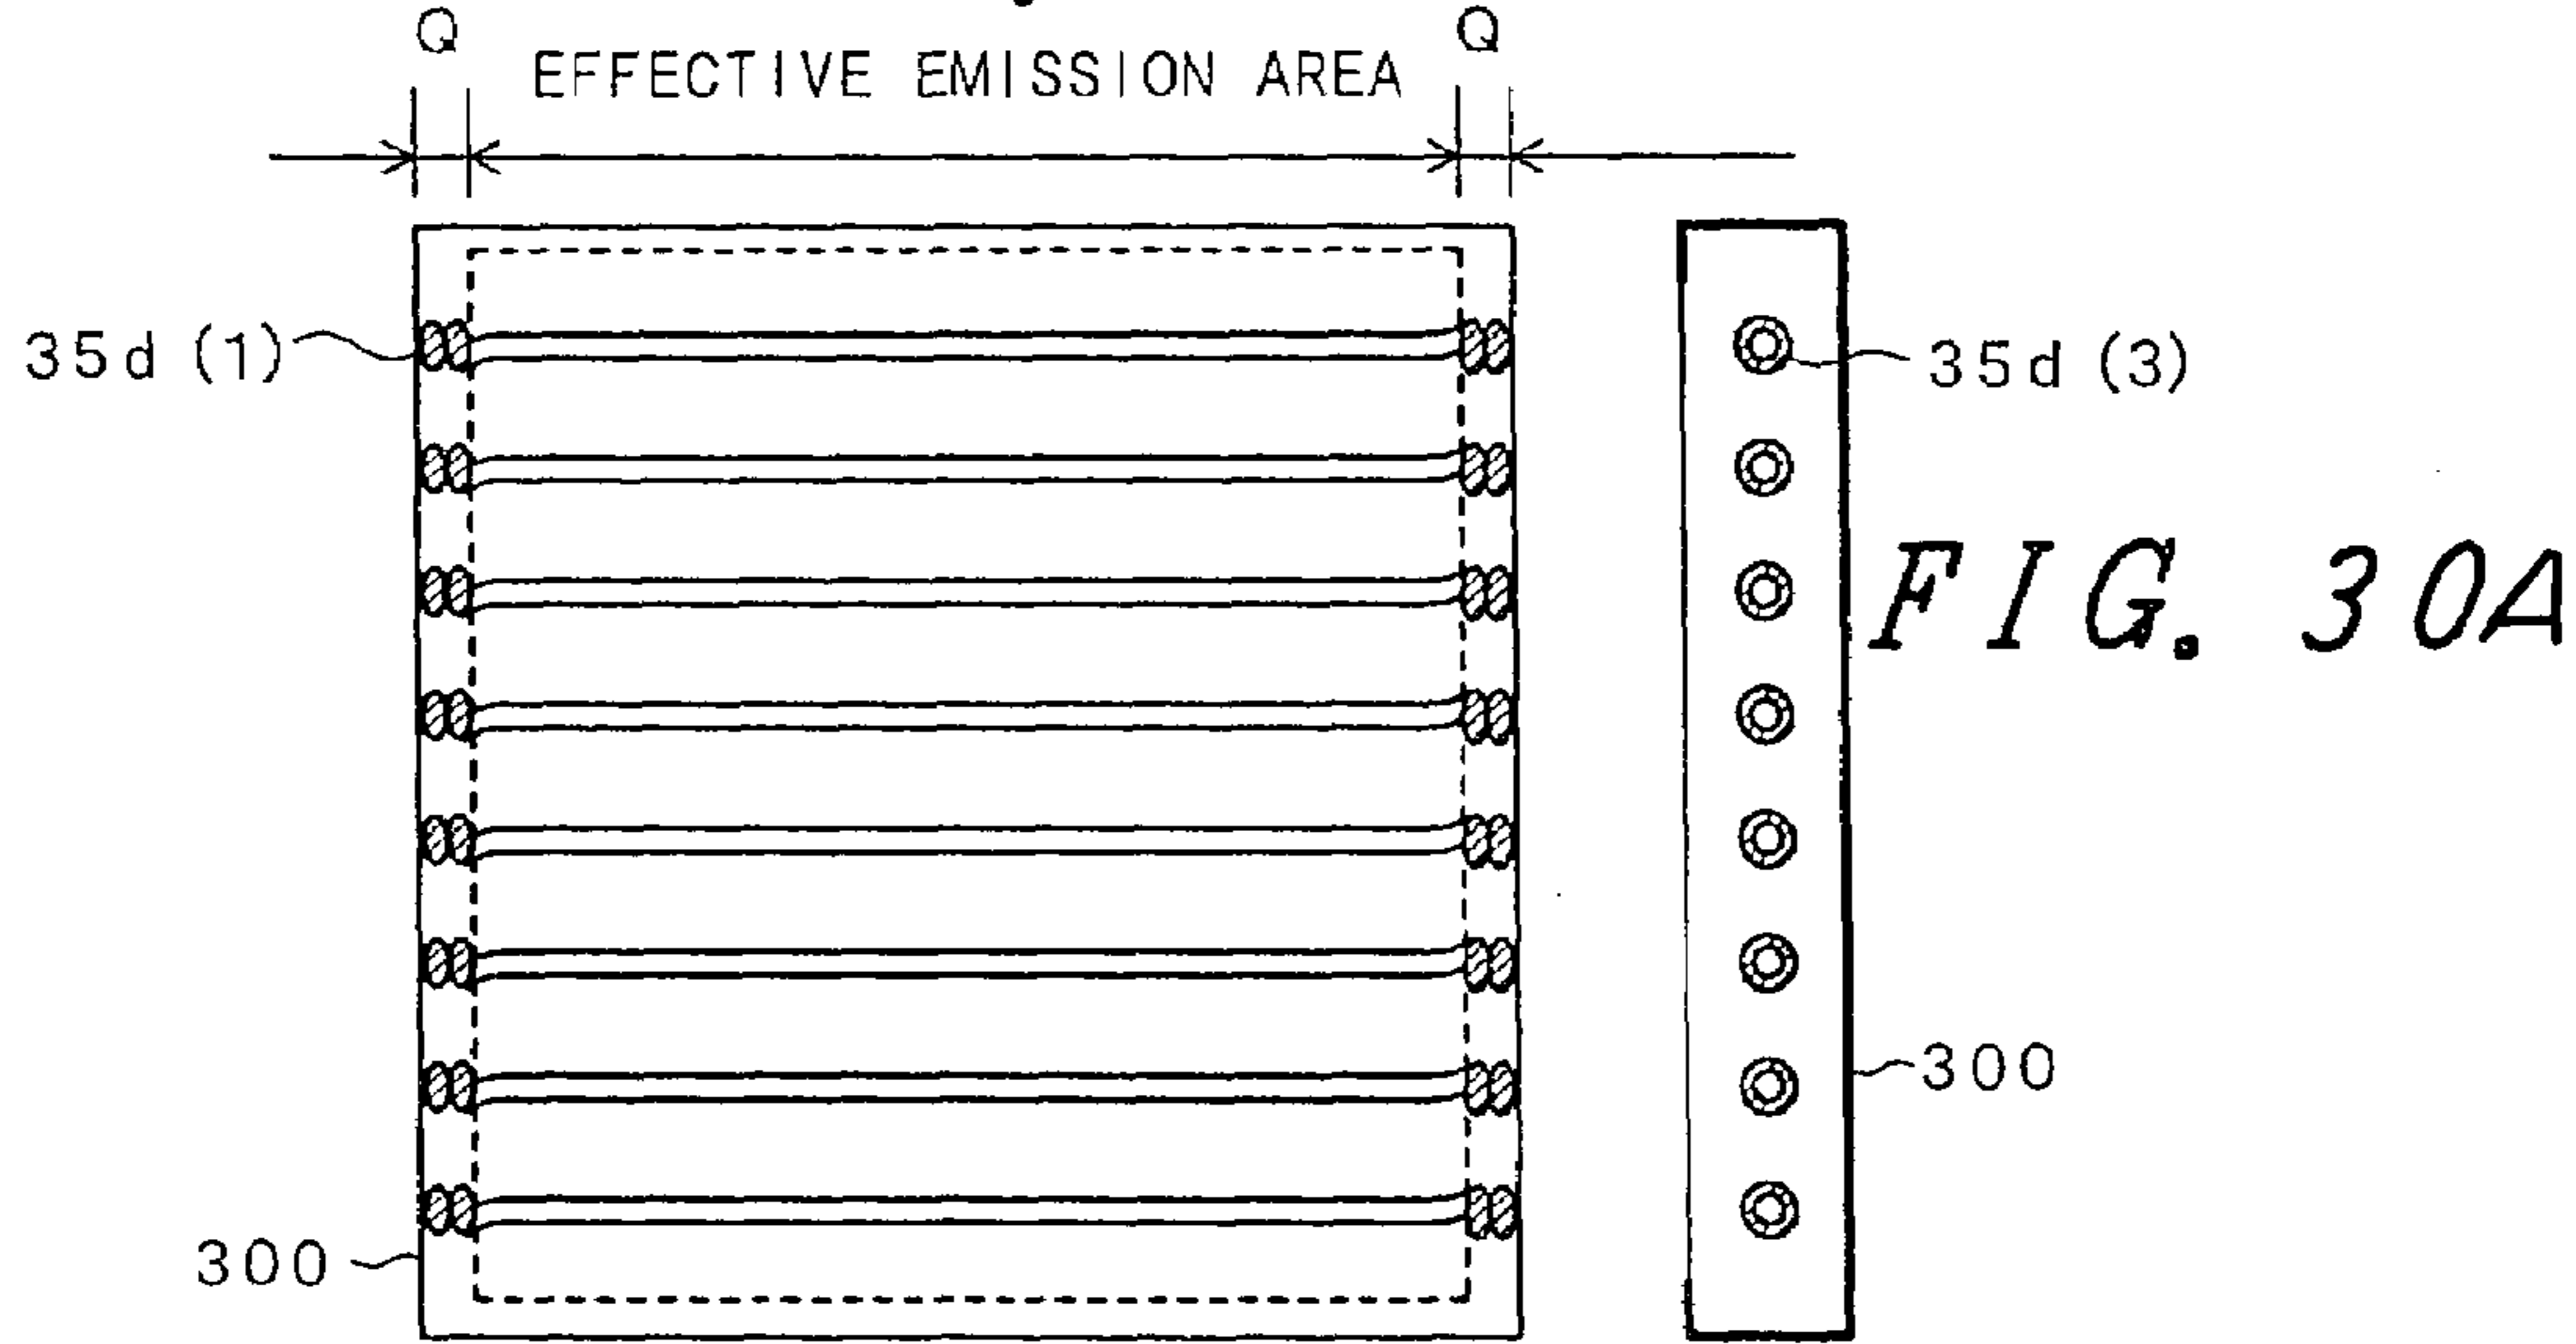 Q Q
EFFECTIVE EMISSION AREA
35d (1)
35d (3)
FIG. 30A
300
300